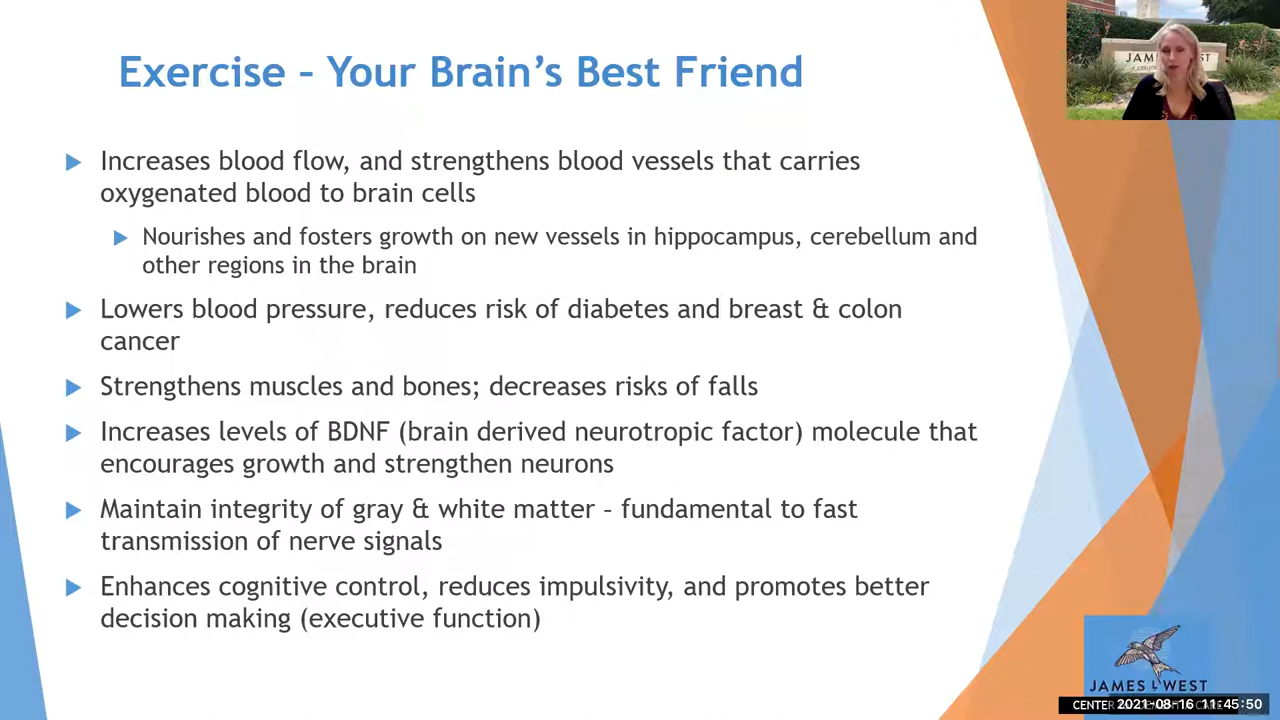 Exercise – Your Brain's Best Friend
Increases blood flow, and strengthens blood vessels that carries
oxygenated blood to brain cells
Nourishes and fosters growth on new vessels in hippocampus, cerebellum and
other regions in the brain
Lowers blood pressure, reduces risk of diabetes and breast & colon
cancer
Strengthens muscles and bones; decreases risks of falls
Increases levels of BDNF (brain derived neurotropic factor) molecule that
encourages growth and strengthen neurons
Maintain integrity of gray & white matter – fundamental to fast
transmission of nerve signals
Enhances cognitive control, reduces impulsivity, and promotes better
decision making (executive function)
JAMES WEST
JAMES L WEST
CENTER
2021-08-16 11:45:50